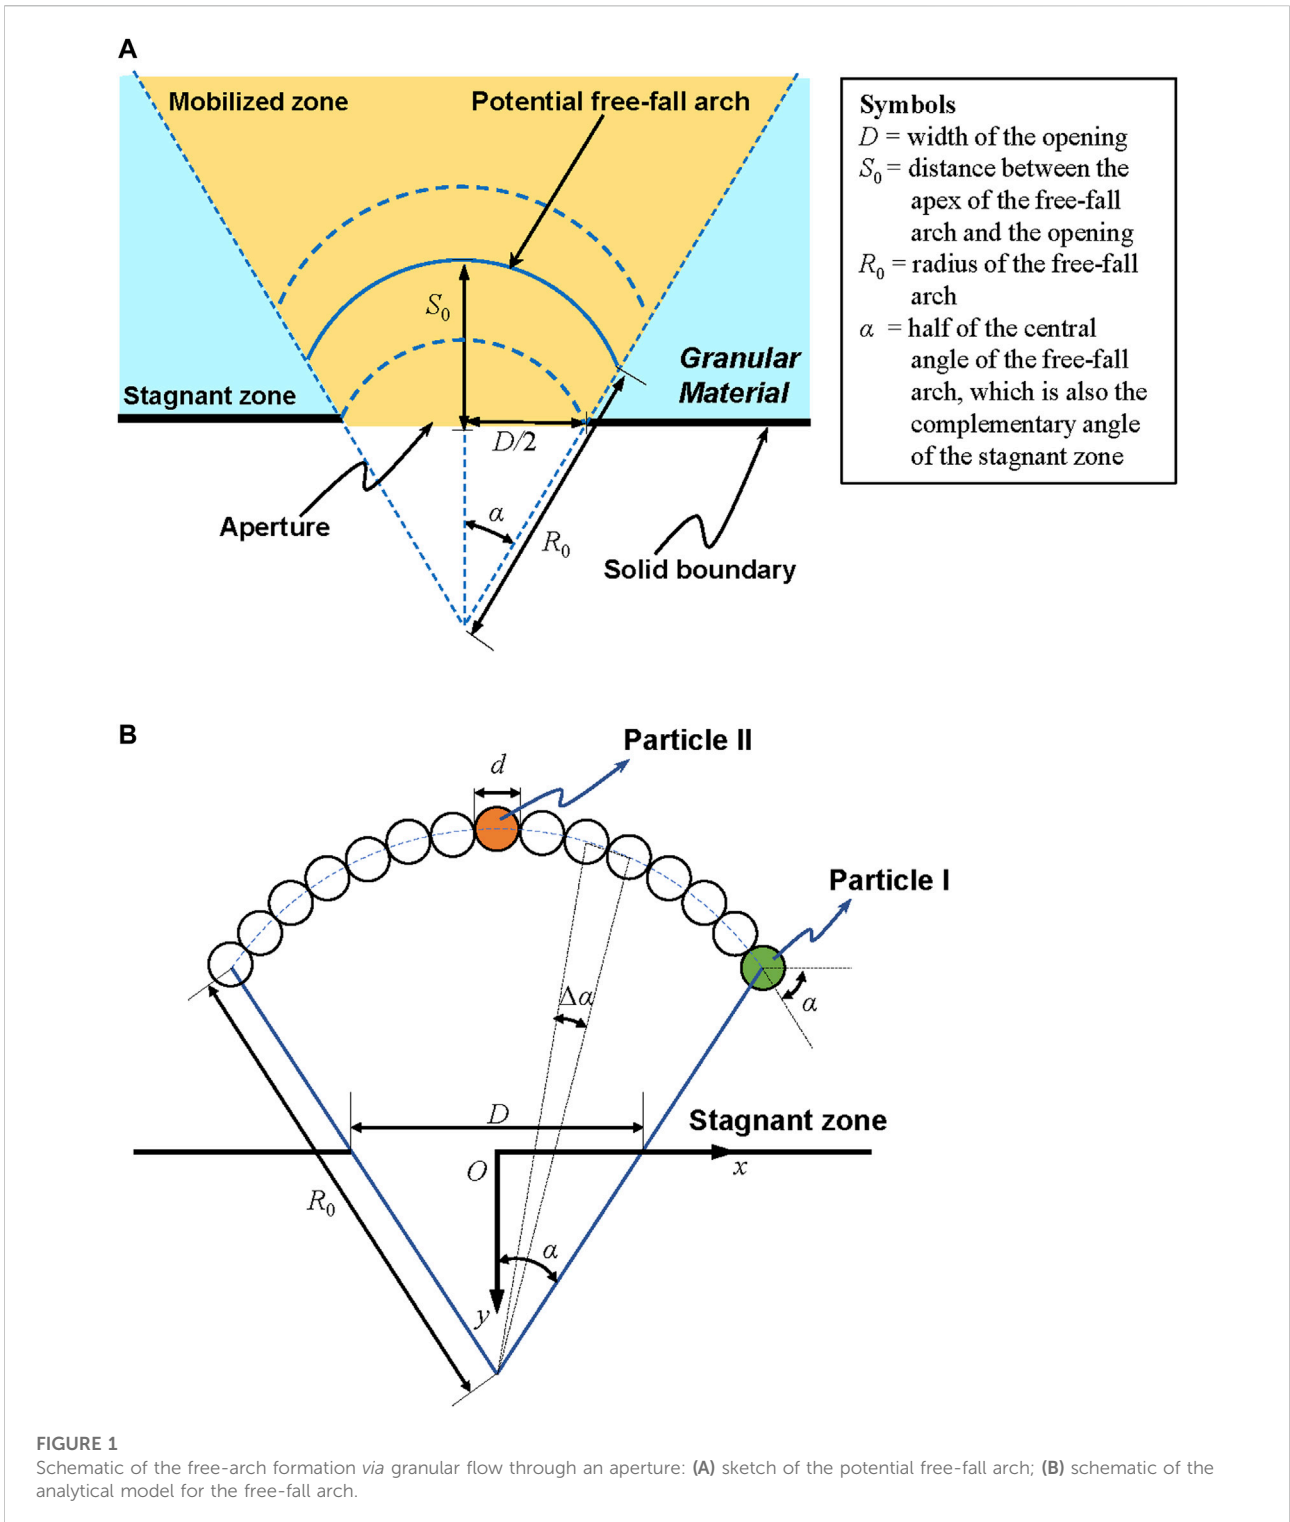 A
Mobilized zone
Potential free-fall arch
S0
Granular
Material
Stagnant zone
D/2
Aperture
α
R0
Solid boundary
Symbols
D = width of the opening
S0 = distance between the
apex of the free-fall
arch and the opening
R0 = radius of the free-fall
arch
α = half of the central
angle of the free-fall
arch, which is also the
complementary angle
of the stagnant zone
B
Particle II
d
Particle I
α
Δα
D
Stagnant zone
O
x
R0
α
y
FIGURE 1
Schematic of the free-arch formation via granular flow through an aperture: (A) sketch of the potential free-fall arch; (B) schematic of the
analytical model for the free-fall arch.